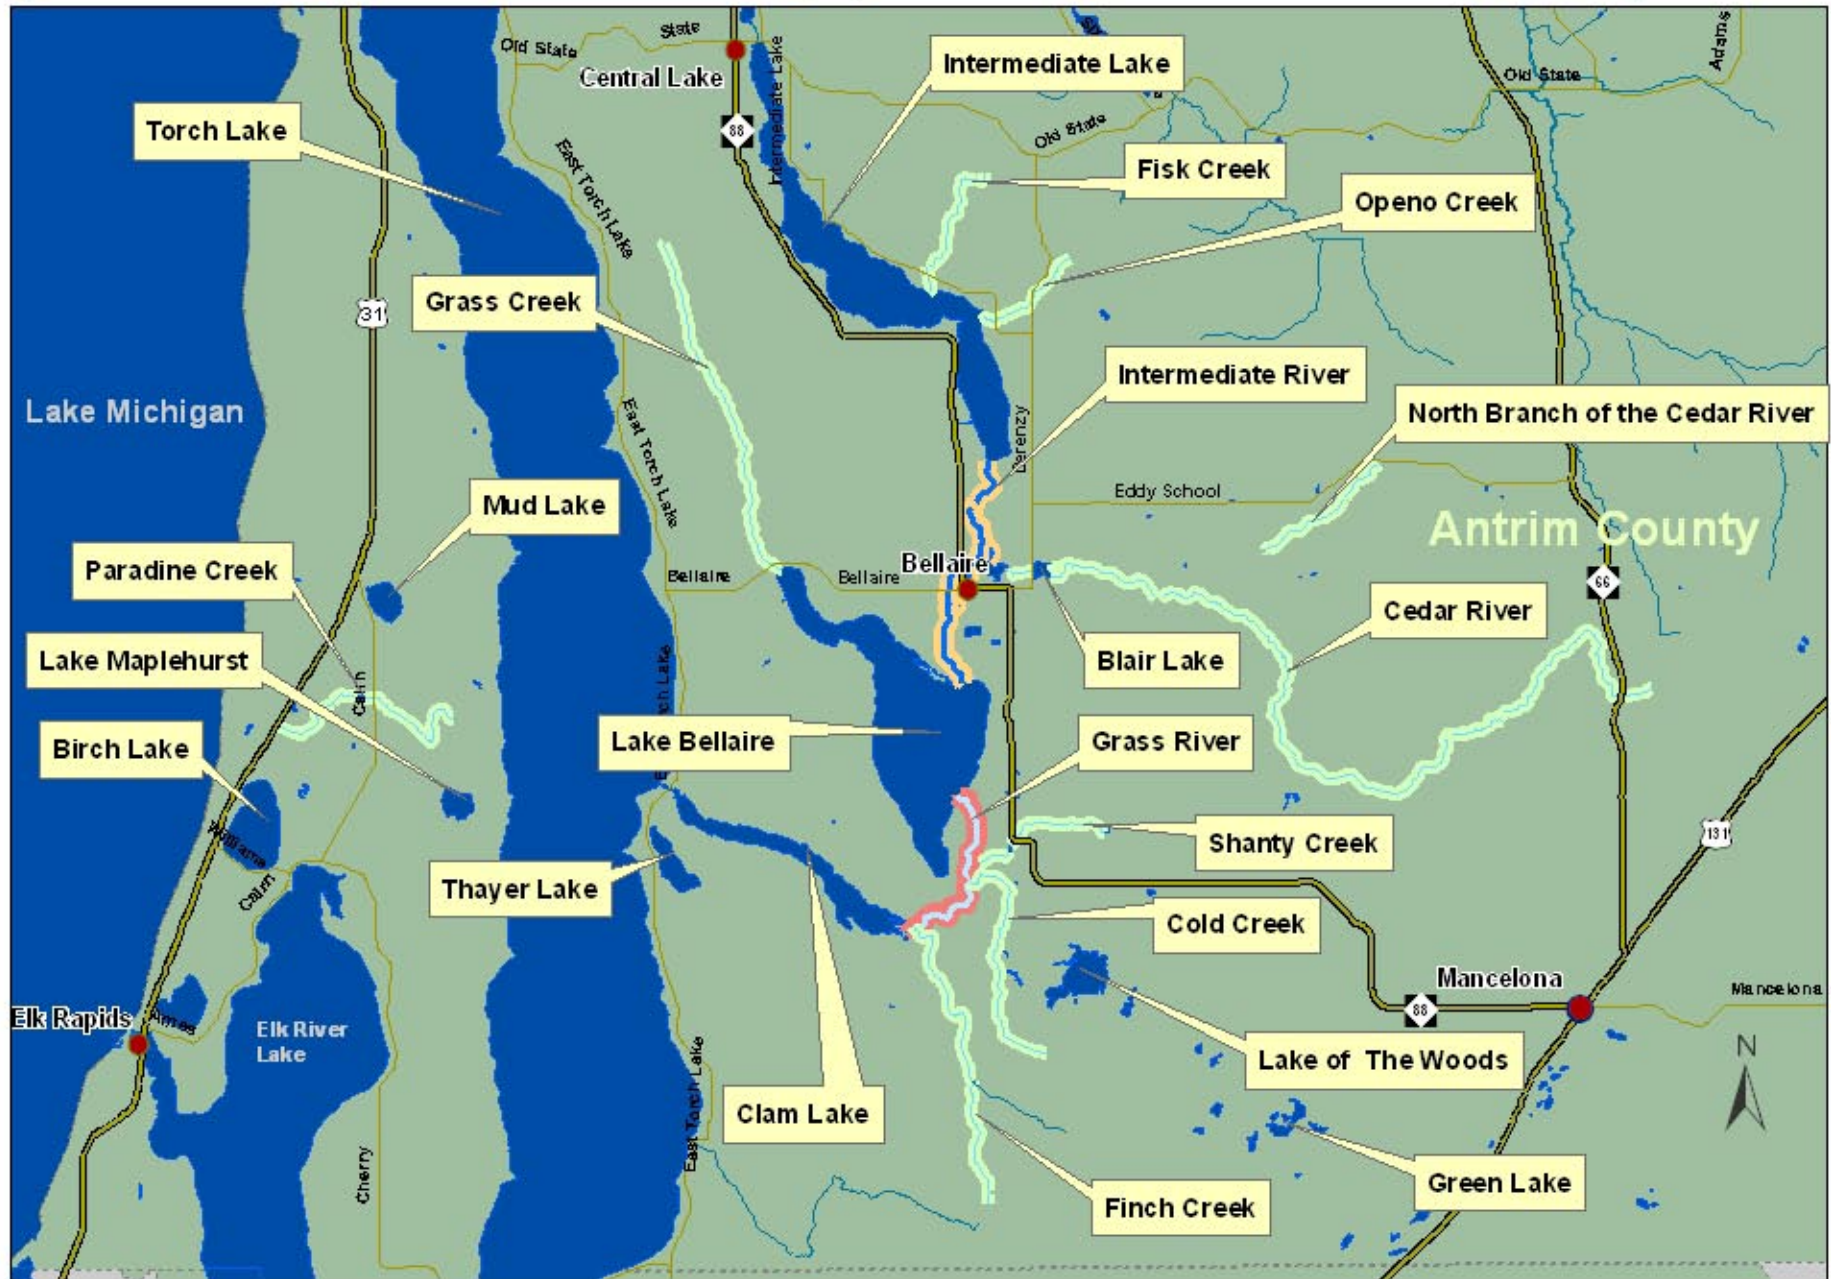 State
Old State
Central Lake
Intermediate Lake
Intermediate Lake
Old State
Adams
Torch Lake
88
Old State
East Torch Lake
Fisk Creek
Openo Creek
Grass Creek
31
Intermediate River
Lake Michigan
North Branch of the Cedar River
East Torch Lake
Derenzy
Mud Lake
Eddy School
Antrim County
Paradine Creek
Bellaire
Bellaire
Bellaire
66
Cedar River
Lake Maplehurst
Cairn
Blair Lake
Birch Lake
Lake Bellaire
Grass River
Williams
Cairn
Shanty Creek
131
Thayer Lake
Cold Creek
Mancelona
Mancelona
88
Elk Rapids
Ames
Elk River
Lake
N
Lake of The Woods
East Torch Lake
Clam Lake
Cherry
Finch Creek
Green Lake